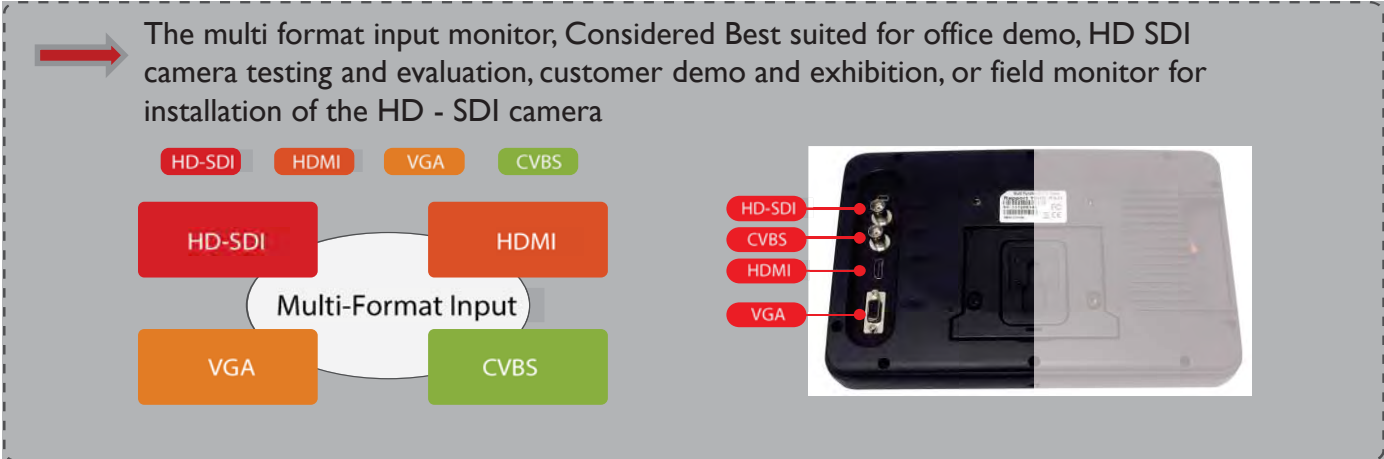 The multi format input monitor, Considered Best suited for office demo, HD SDI
camera testing and evaluation, customer demo and exhibition, or field monitor for
installation of the HD - SDI camera
HD-SDI HDMI VGA CVBS
HD-SDI HDMI
Multi-Format Input
VGA CVBS
HD-SDI
CVBS
HDMI
VGA